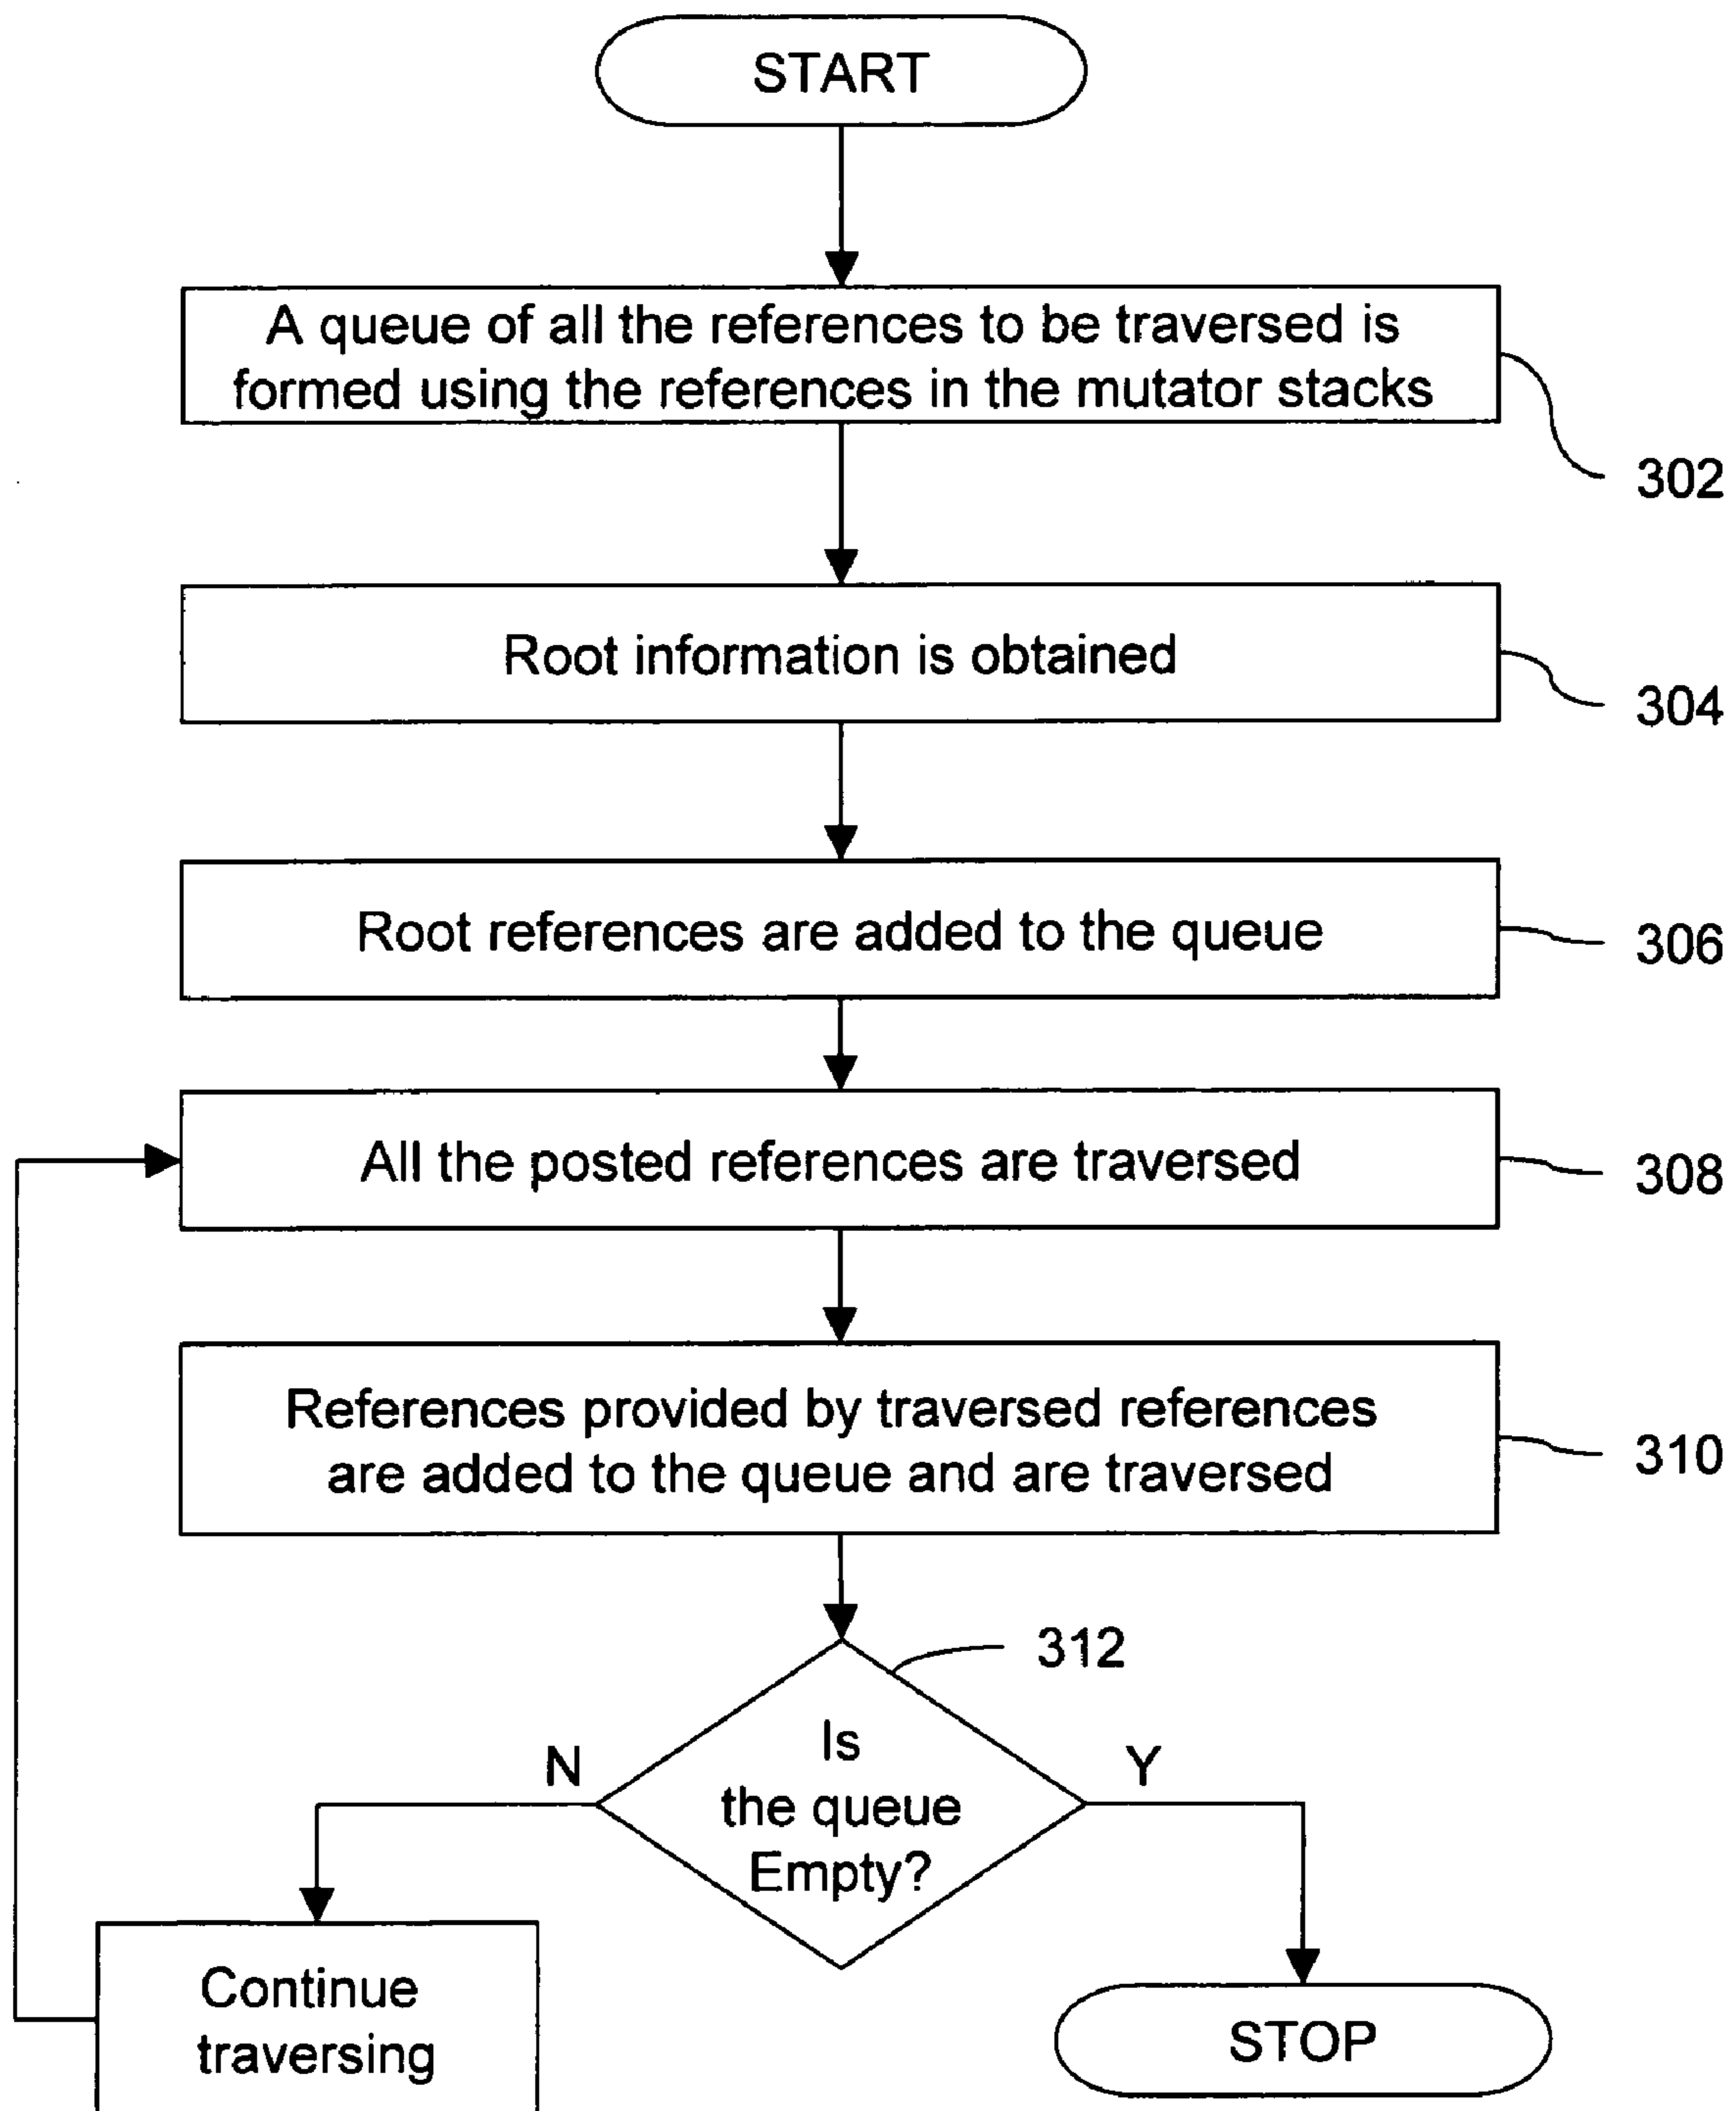 START
A queue of all the references to be traversed is
formed using the references in the mutator stacks
302
Root information is obtained
304
Root references are added to the queue
306
All the posted references are traversed
308
References provided by traversed references
are added to the queue and are traversed
310
312
Is
the queue
Empty?
N
Y
Continue
traversing
STOP